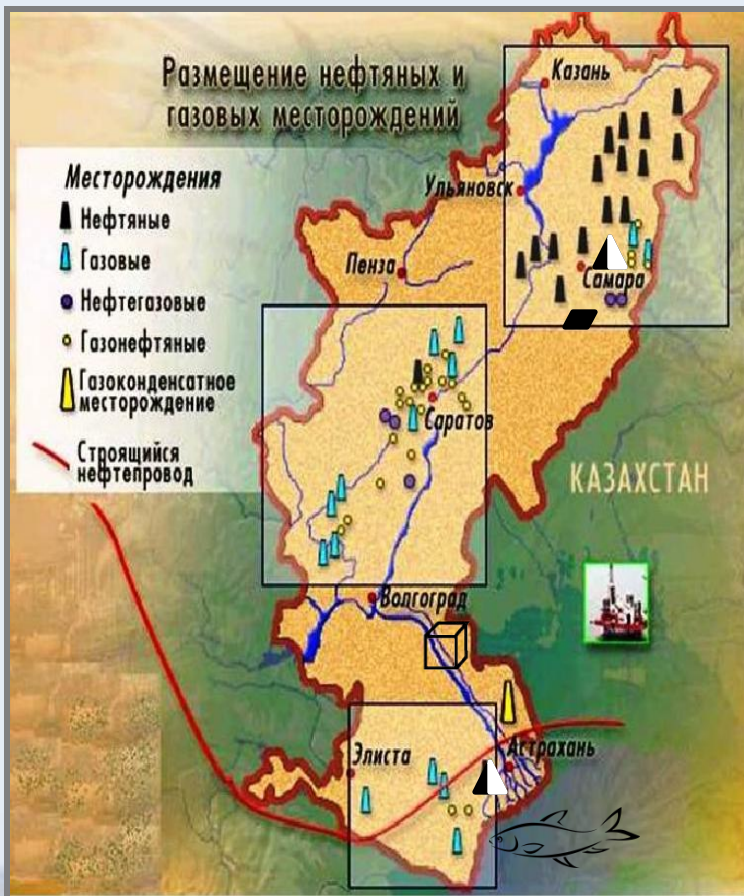 Размещение нефтяных и
газовых месторождений
Месторождения
Нефтяные
Газовые
Нефтегазовые
Газонефтяные
Газоконденсатное
месторождение
Строящийся
нефтепровод
Казань
Ульяновск
Пенза
Самара
Саратов
КАЗАХСТАН
Волгоград
Элиста
Астрахань